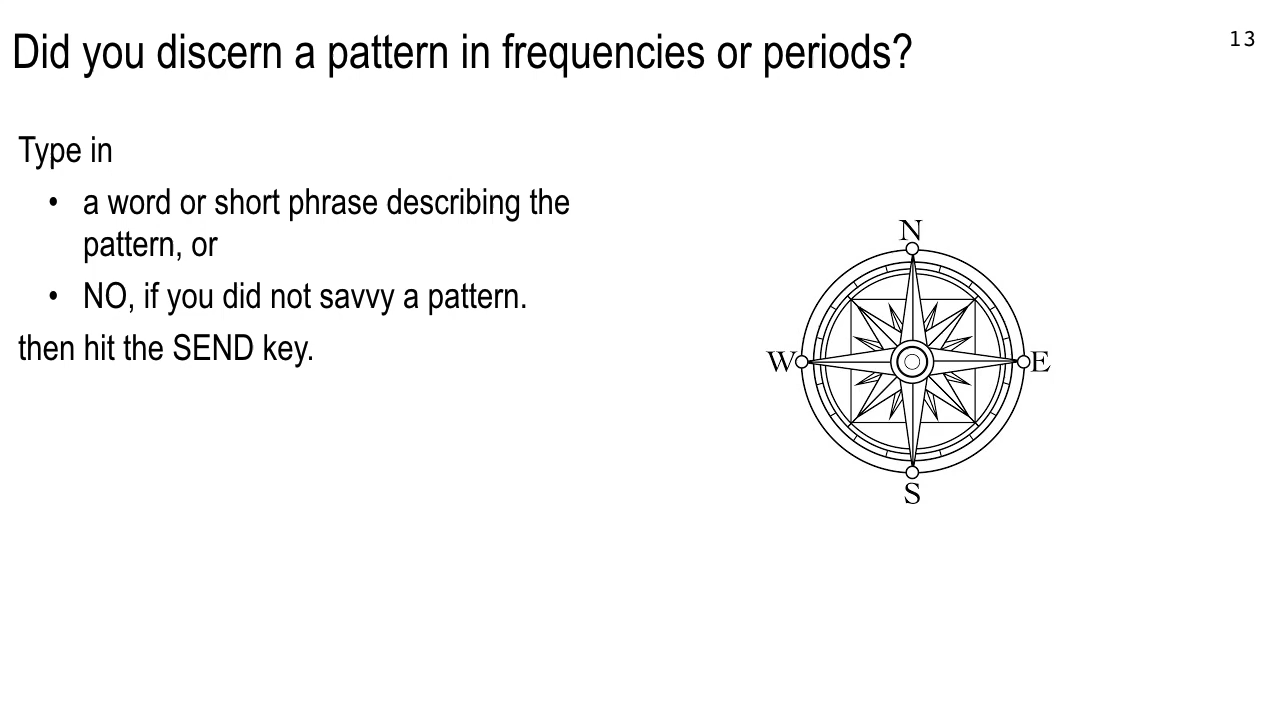 Did you discern a pattern in frequencies or periods?
13
Type in
• a word or short phrase describing the
pattern, or
• NO, if you did not savvy a pattern.
then hit the SEND key.
N
W
E
S